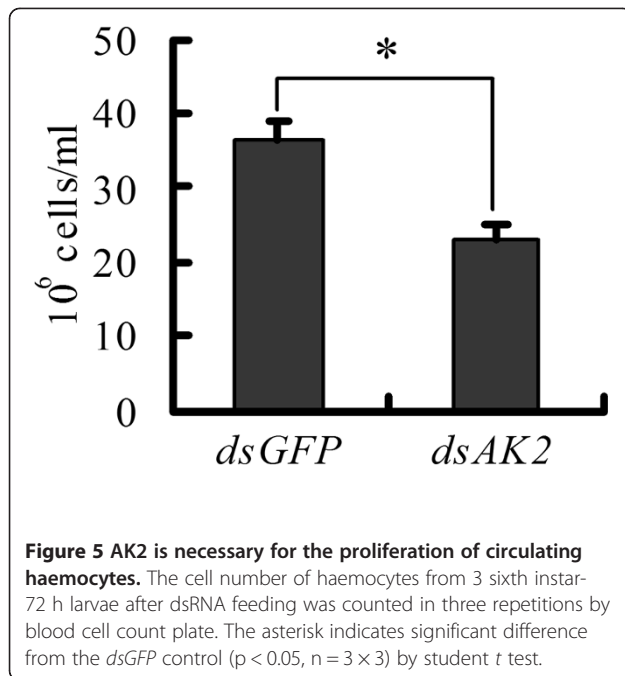 50
*
40
30
20
10
0
10⁶ cells/ml
dsGFP dsAK2
Figure 5 AK2 is necessary for the proliferation of circulating
haemocytes. The cell number of haemocytes from 3 sixth instar-
72 h larvae after dsRNA feeding was counted in three repetitions by
blood cell count plate. The asterisk indicates significant difference
from the dsGFP control (p < 0.05, n = 3 × 3) by student t test.